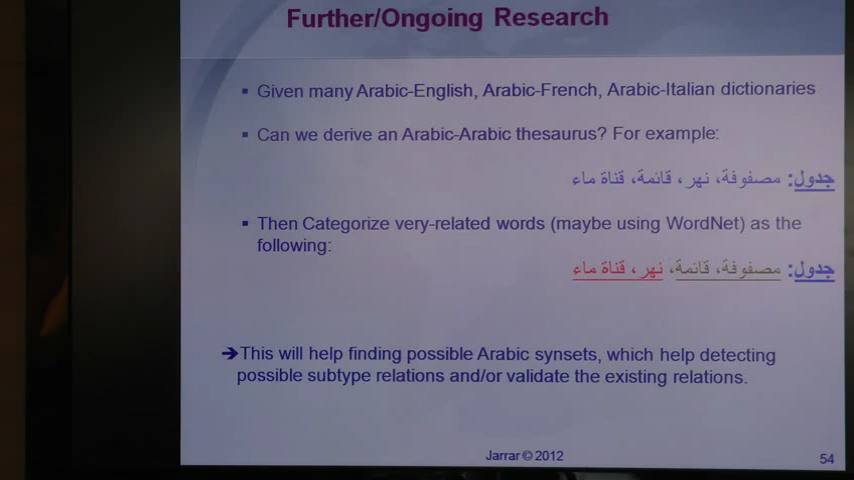 Further/Ongoing Research
▪ Given many Arabic-English, Arabic-French, Arabic-Italian dictionaries
▪ Can we derive an Arabic-Arabic thesaurus? For example:
جدول: مصفوفة، نهر، قائمة، قناة ماء
▪ Then Categorize very-related words (maybe using WordNet) as the
following:
جدول: مصفوفة، قائمة، نهر، قناة ماء
➔This will help finding possible Arabic synsets, which help detecting
possible subtype relations and/or validate the existing relations.
Jarrar © 2012
54